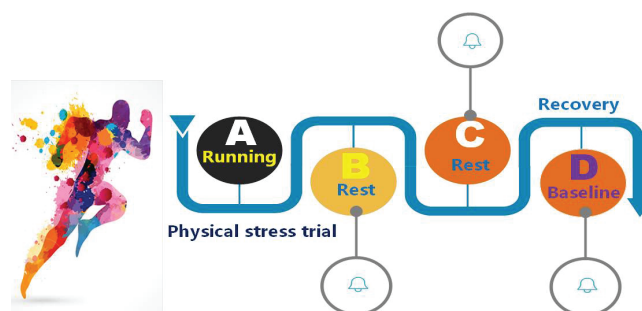 A
Running
B
Rest
C
Rest
Recovery
D
Baseline
Physical stress trial